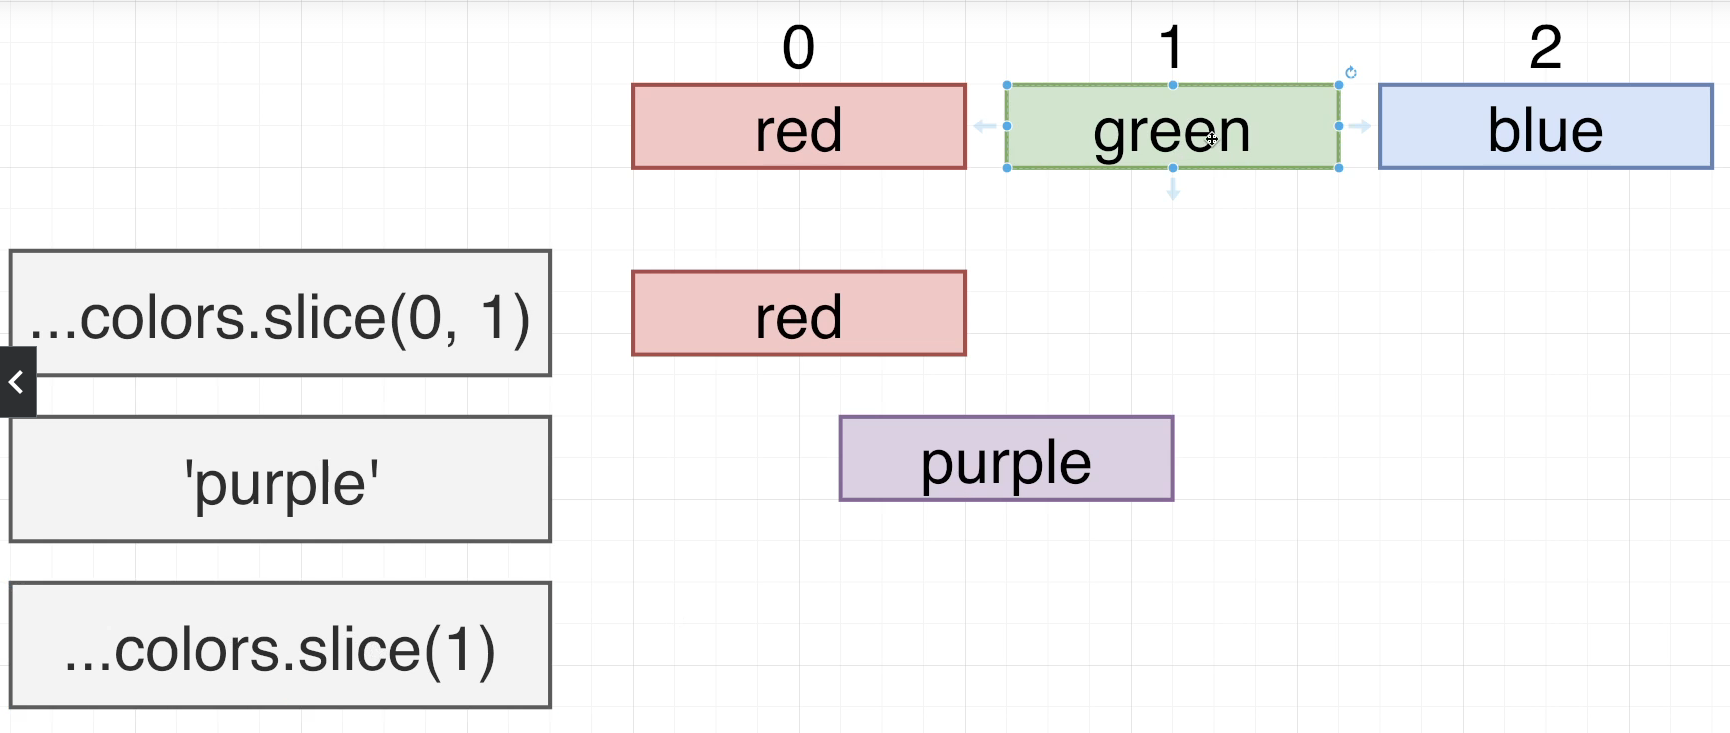 0 1 2
red green blue
...colors.slice(0, 1) red
'purple' purple
...colors.slice(1)